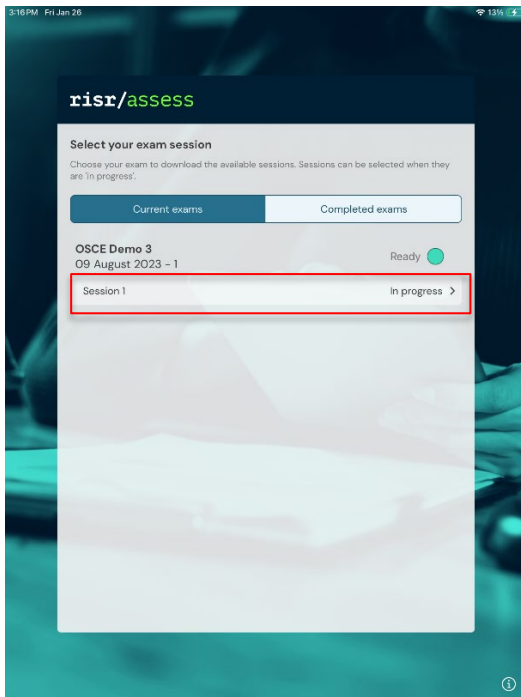 3:16 PM Fri Jan 26
13%
risr/assess
Select your exam session
Choose your exam to download the available sessions. Sessions can be selected when they
are 'in progress'.
Current exams
Completed exams
OSCE Demo 3
09 August 2023 - 1
Ready
Session 1
In progress